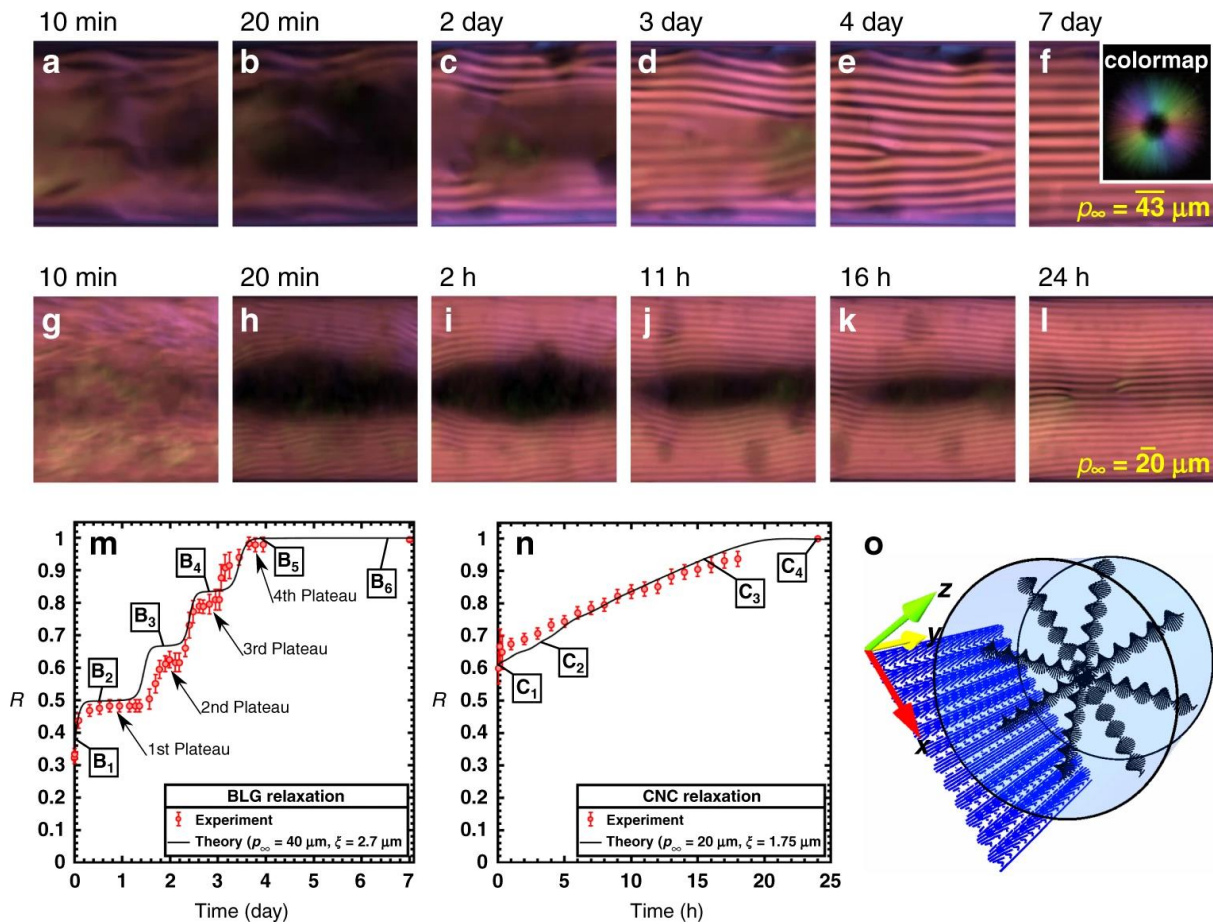 10 min 20 min 2 day 3 day 4 day 7 day
a b c d e f colormap
p∞ = 43 μm
10 min 20 min 2 h 11 h 16 h 24 h
g h i j k l
p∞ = 20 μm
m
1
0.9
0.8
0.7
0.6
0.5
0.4
0.3
0.2
0.1
0
R
B1
B2
B3
B4
B5
B6
4th Plateau
3rd Plateau
2nd Plateau
1st Plateau
BLG relaxation
Experiment
Theory (p∞ = 40 μm, ξ = 2.7 μm
0 1 2 3 4 5 6 7
Time (day)
n
1
0.9
0.8
0.7
0.6
0.5
0.4
0.3
0.2
0.1
0
R
C1
C2
C3
C4
CNC relaxation
Experiment
Theory (p∞ = 20 μm, ξ = 1.75 μm
0 5 10 15 20 25
Time (h)
o
z
y
x